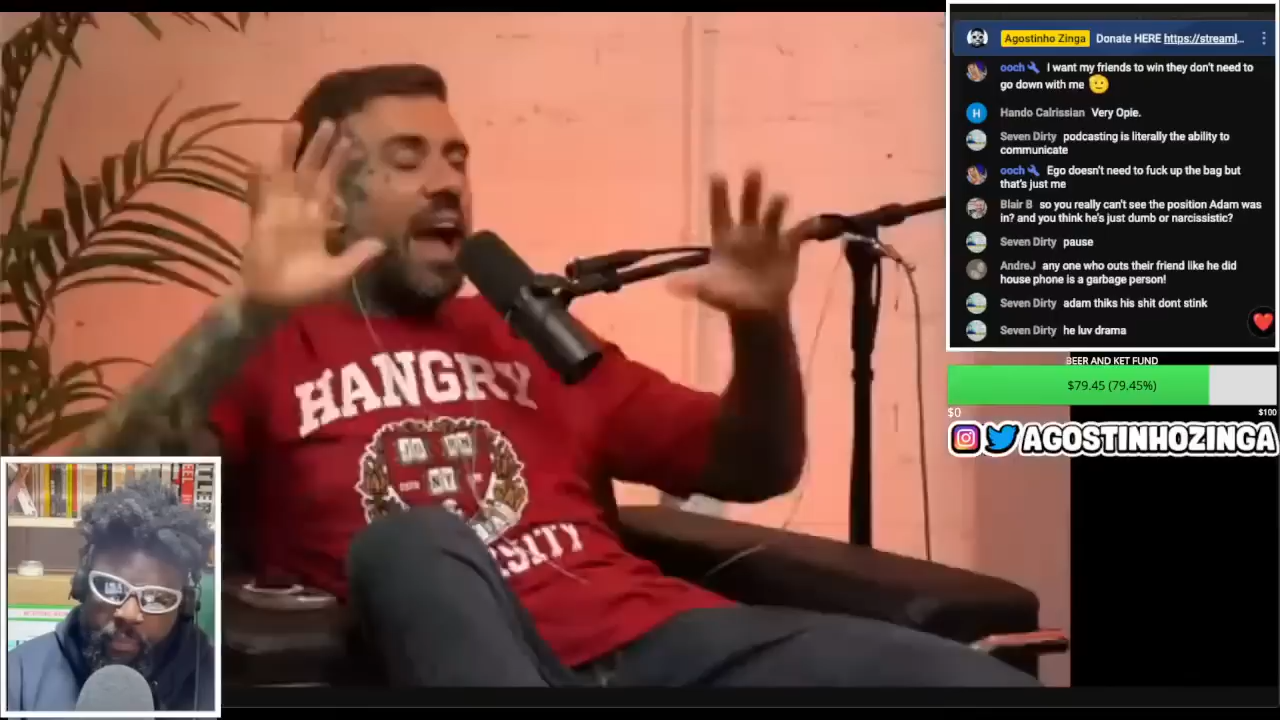 HANGRY
RSITY
Agostinho Zinga Donate HERE https://streaml...
ooch I want my friends to win they don't need to
go down with me
H Hando Calrissian Very Opie.
Seven Dirty podcasting is literally the ability to
communicate
ooch Ego doesn't need to fuck up the bag but
that's just me
Blair B so you really can't see the position Adam was
in? and you think he's just dumb or narcissistic?
Seven Dirty pause
AndreJ any one who outs their friend like he did
house phone is a garbage person!
Seven Dirty adam thiks his shit dont stink
Seven Dirty he luv drama
BEER AND KET FUND
$79.45 (79.45%)
$0 $100
AGOSTINHOZINGA